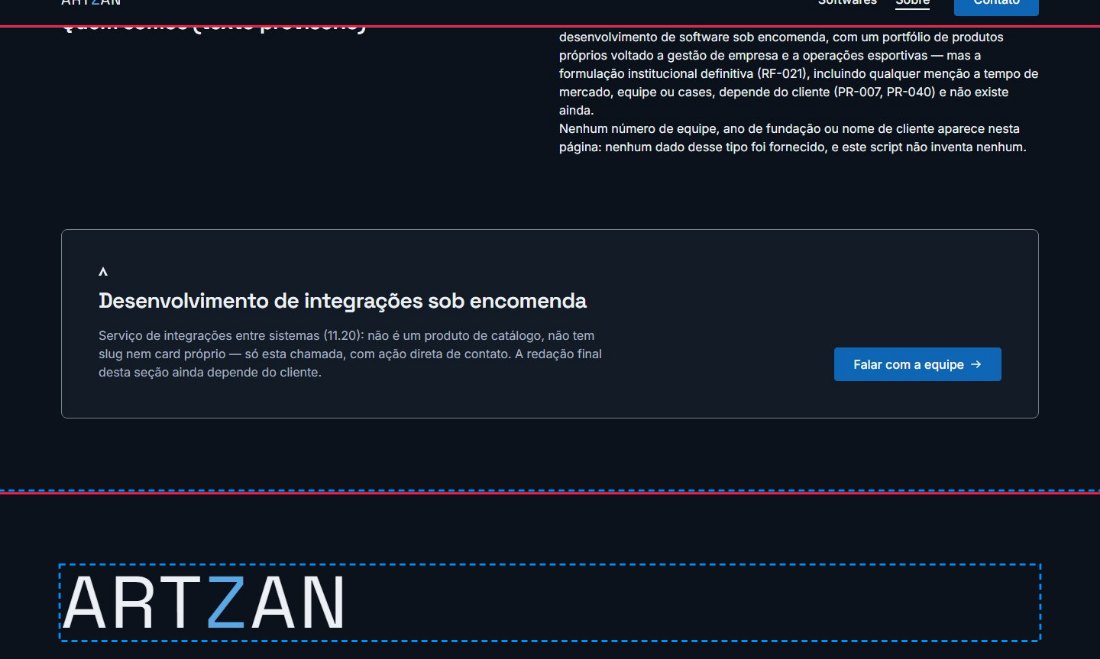 ARTZAN
Softwares
Sobre
Contato
Quem somos (texto provisório)
desenvolvimento de software sob encomenda, com um portfólio de produtos
próprios voltado a gestão de empresa e a operações esportivas — mas a
formulação institucional definitiva (RF-021), incluindo qualquer menção a tempo de
mercado, equipe ou cases, depende do cliente (PR-007, PR-040) e não existe
ainda.
Nenhum número de equipe, ano de fundação ou nome de cliente aparece nesta
página: nenhum dado desse tipo foi fornecido, e este script não inventa nenhum.
Desenvolvimento de integrações sob encomenda
Serviço de integrações entre sistemas (11.20): não é um produto de catálogo, não tem
slug nem card próprio — só esta chamada, com ação direta de contato. A redação final
desta seção ainda depende do cliente.
Falar com a equipe →
ARTZAN